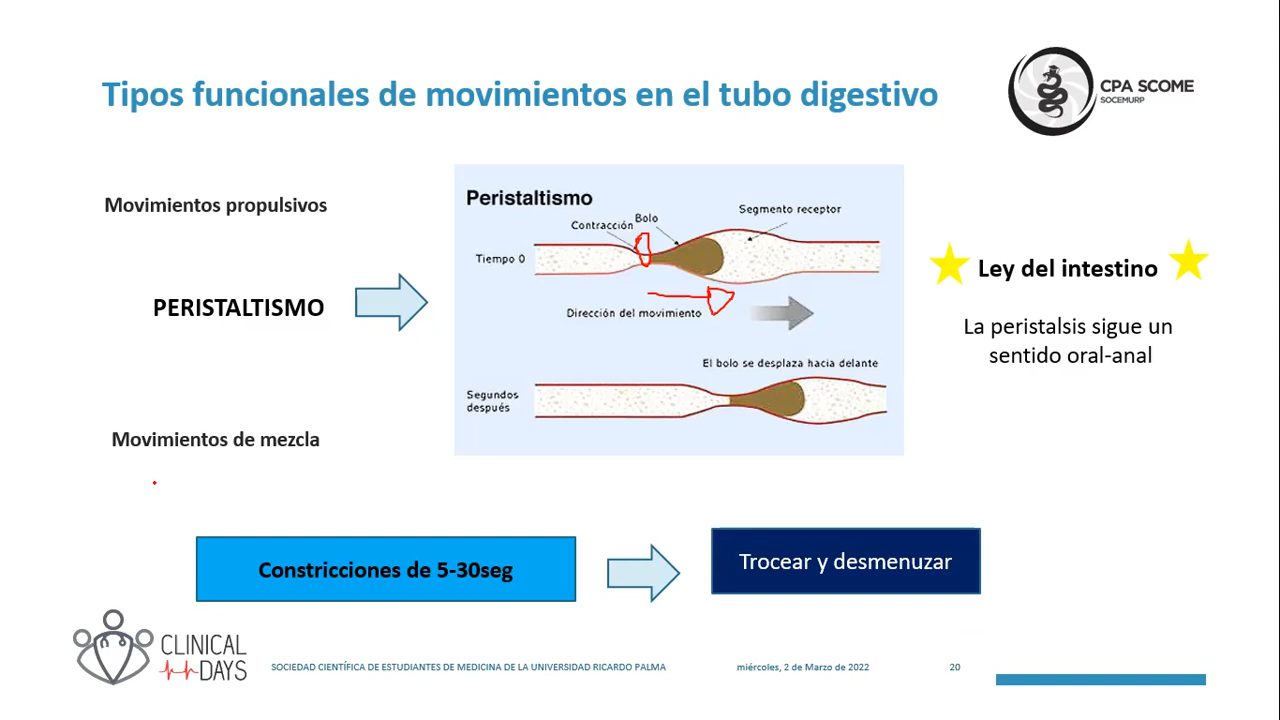 Tipos funcionales de movimientos en el tubo digestivo
CPA SCOME
SOCEMURP
Movimientos propulsivos
PERISTALTISMO
Peristaltismo
Contracción
Bolo
Segmento receptor
Tiempo 0
Dirección del movimiento
El bolo se desplaza hacia delante
Segundos
después
Ley del intestino
La peristalsis sigue un
sentido oral-anal
Movimientos de mezcla
Constricciones de 5-30seg
Trocear y desmenuzar
CLINICAL
DAYS
SOCIEDAD CIENTÍFICA DE ESTUDIANTES DE MEDICINA DE LA UNIVERSIDAD RICARDO PALMA
miércoles, 2 de Marzo de 2022
20